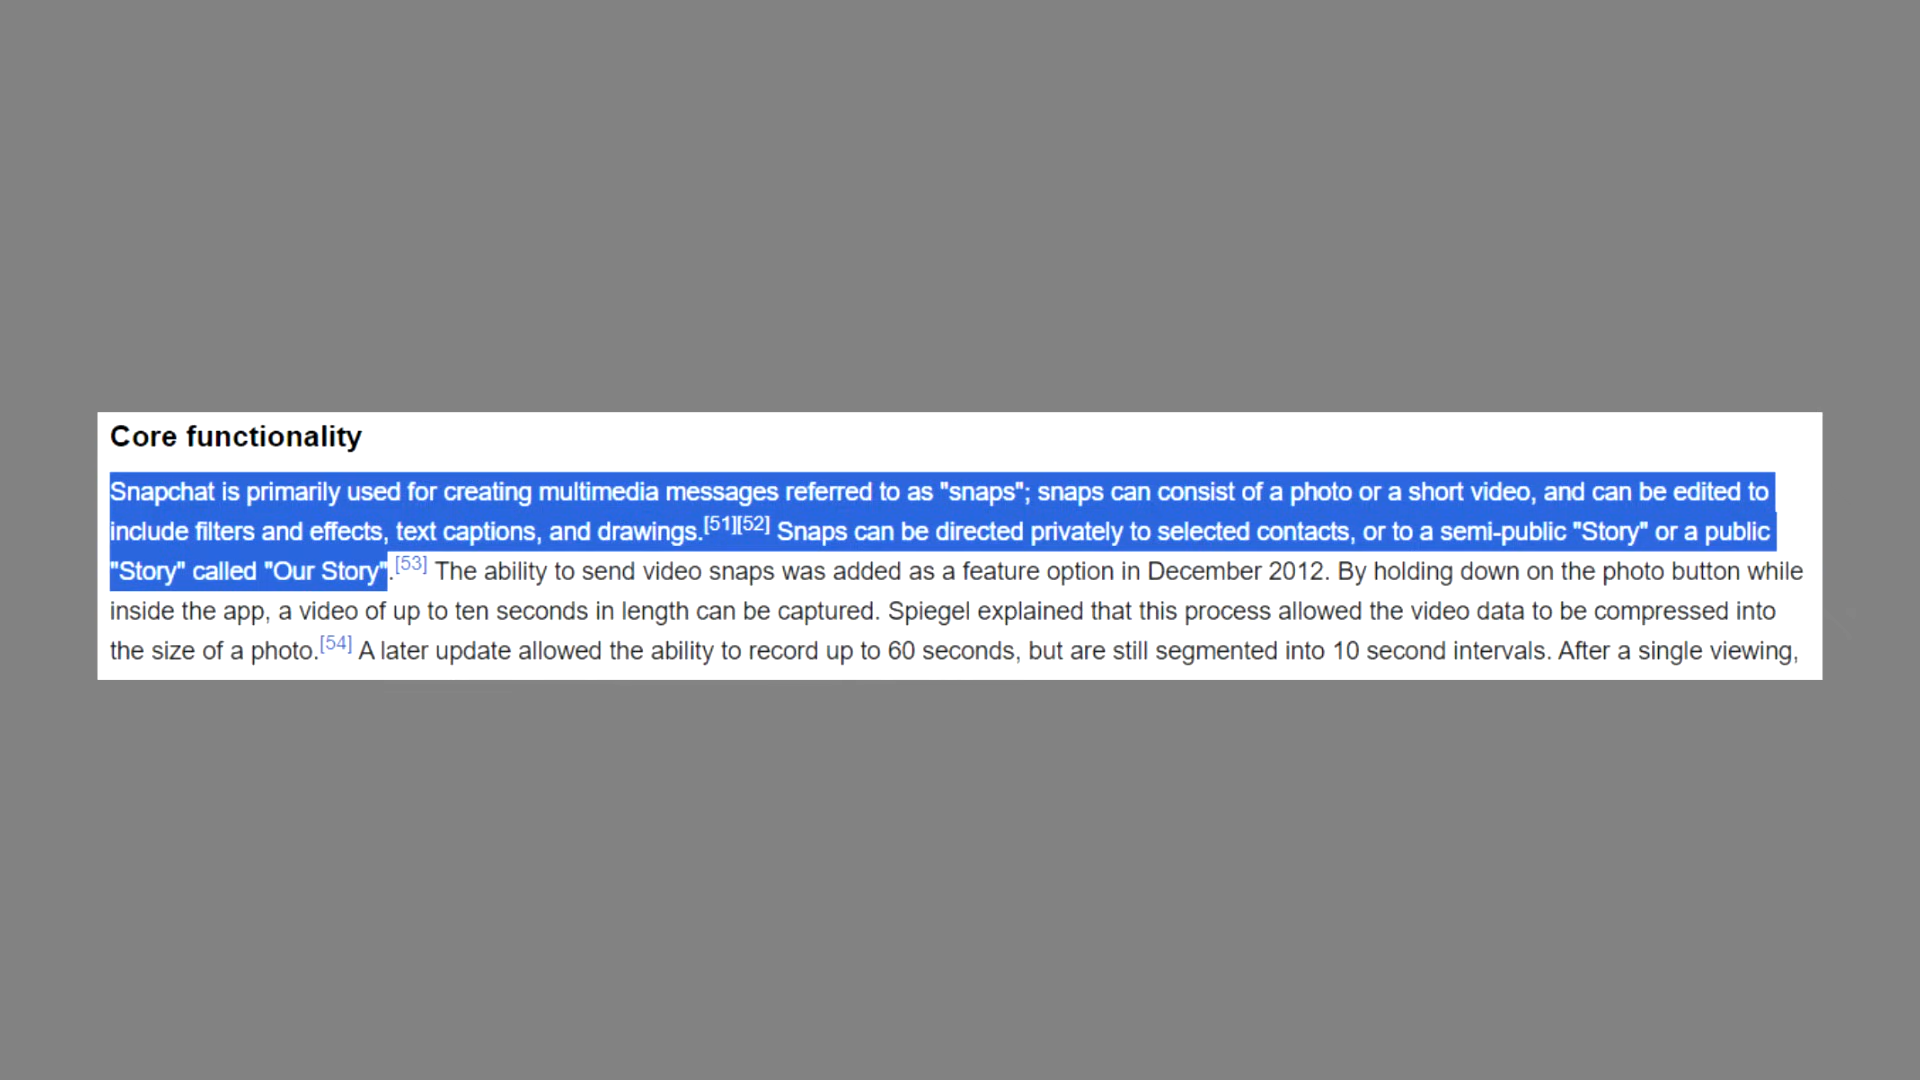 Core functionality
Snapchat is primarily used for creating multimedia messages referred to as "snaps"; snaps can consist of a photo or a short video, and can be edited to
include filters and effects, text captions, and drawings.[51][52] Snaps can be directed privately to selected contacts, or to a semi-public "Story" or a public
"Story" called "Our Story".[53] The ability to send video snaps was added as a feature option in December 2012. By holding down on the photo button while
inside the app, a video of up to ten seconds in length can be captured. Spiegel explained that this process allowed the video data to be compressed into
the size of a photo.[54] A later update allowed the ability to record up to 60 seconds, but are still segmented into 10 second intervals. After a single viewing,